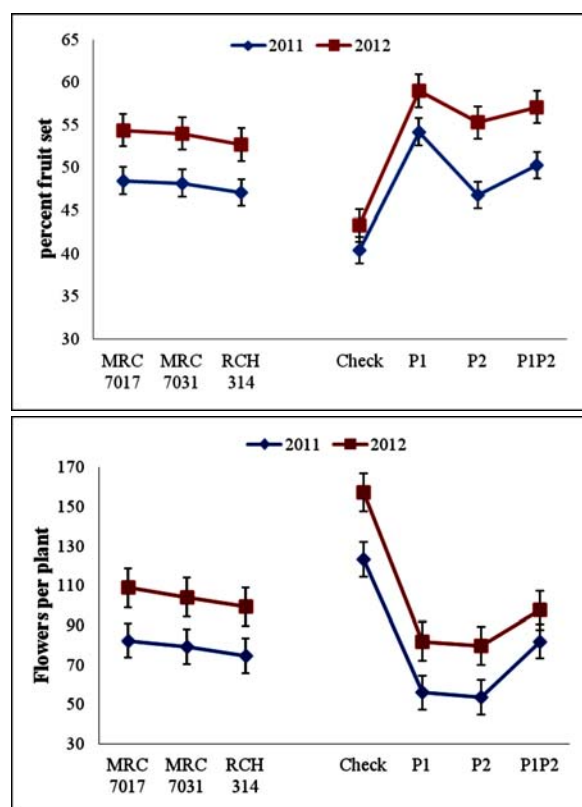 65
60
55
50
45
40
35
30
percent fruit set
2011 2012
MRC 7017
MRC 7031
RCH 314
Check P1 P2 P1P2
170
150
130
110
90
70
50
30
Flowers per plant
2011 2012
MRC 7017
MRC 7031
RCH 314
Check P1 P2 P1P2